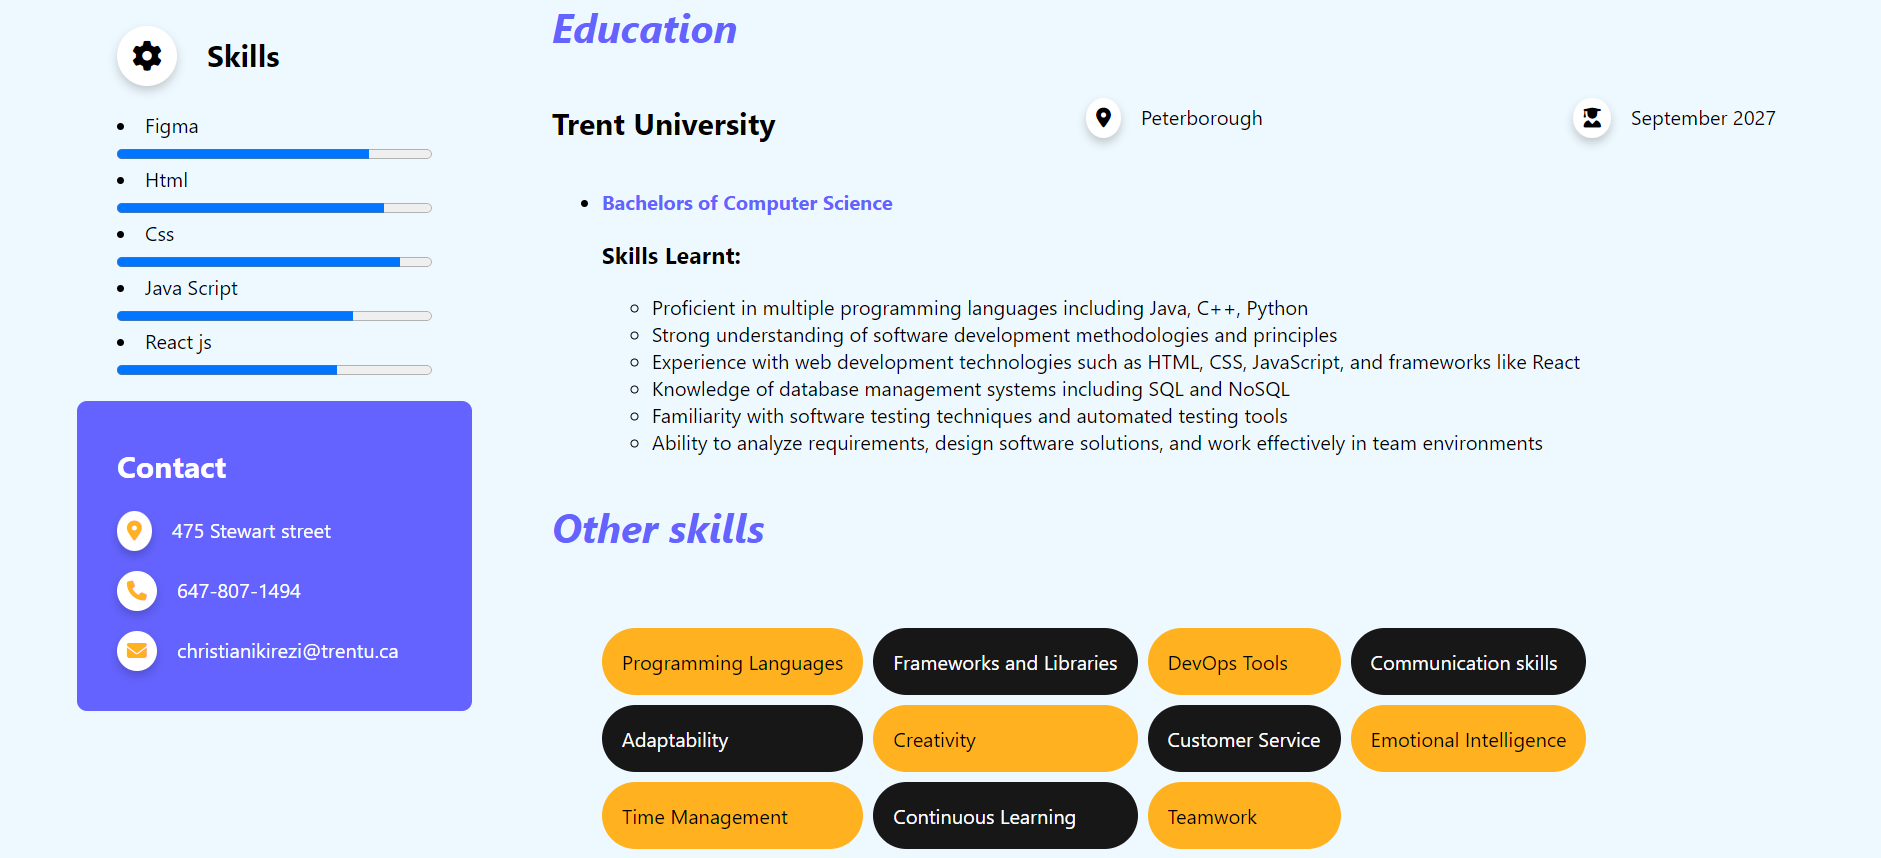 Skills
Figma
Html
Css
Java Script
React js
Contact
475 Stewart street
647-807-1494
christianikirezi@trentu.ca
Education
Trent University
Peterborough
September 2027
Bachelors of Computer Science
Skills Learnt:
Proficient in multiple programming languages including Java, C++, Python
Strong understanding of software development methodologies and principles
Experience with web development technologies such as HTML, CSS, JavaScript, and frameworks like React
Knowledge of database management systems including SQL and NoSQL
Familiarity with software testing techniques and automated testing tools
Ability to analyze requirements, design software solutions, and work effectively in team environments
Other skills
Programming Languages
Frameworks and Libraries
DevOps Tools
Communication skills
Adaptability
Creativity
Customer Service
Emotional Intelligence
Time Management
Continuous Learning
Teamwork